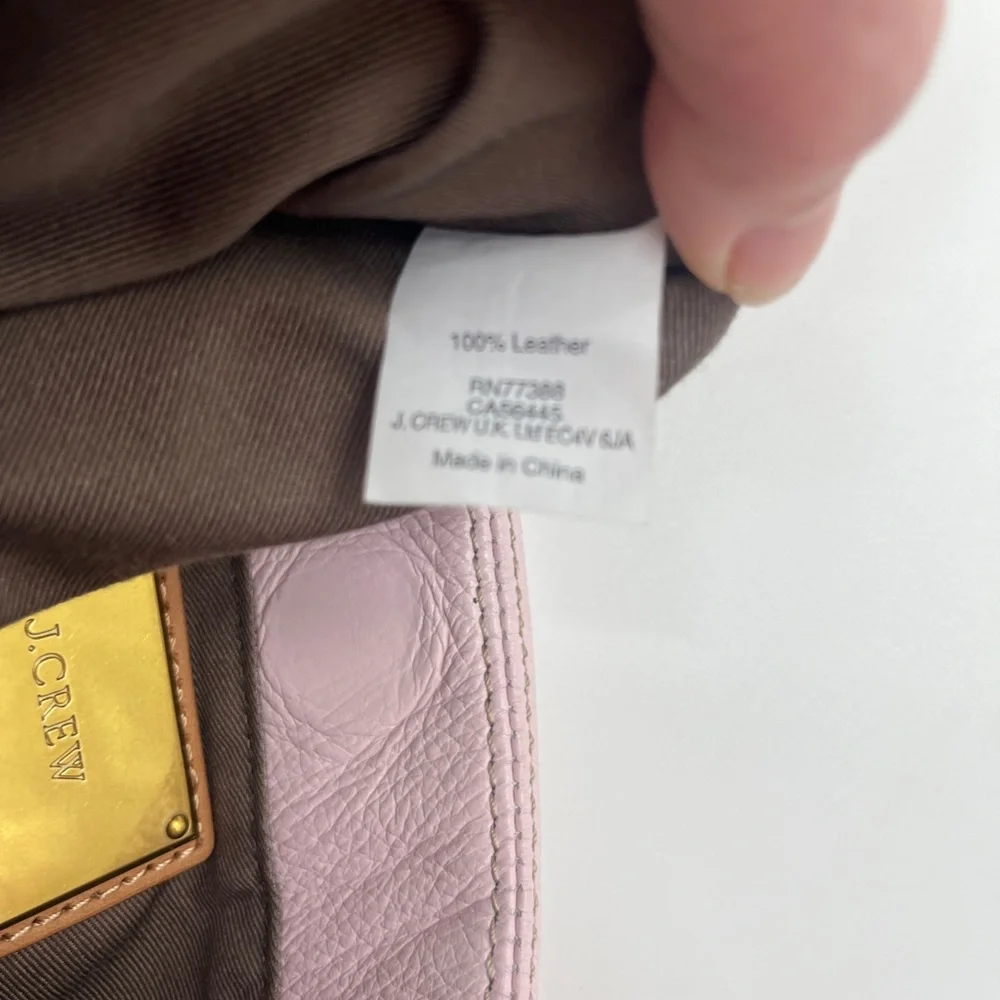 100% Leather
RN77388
CA56445
J. CREW U.K. Ltd EC4V 6JA
Made in China
J.CREW